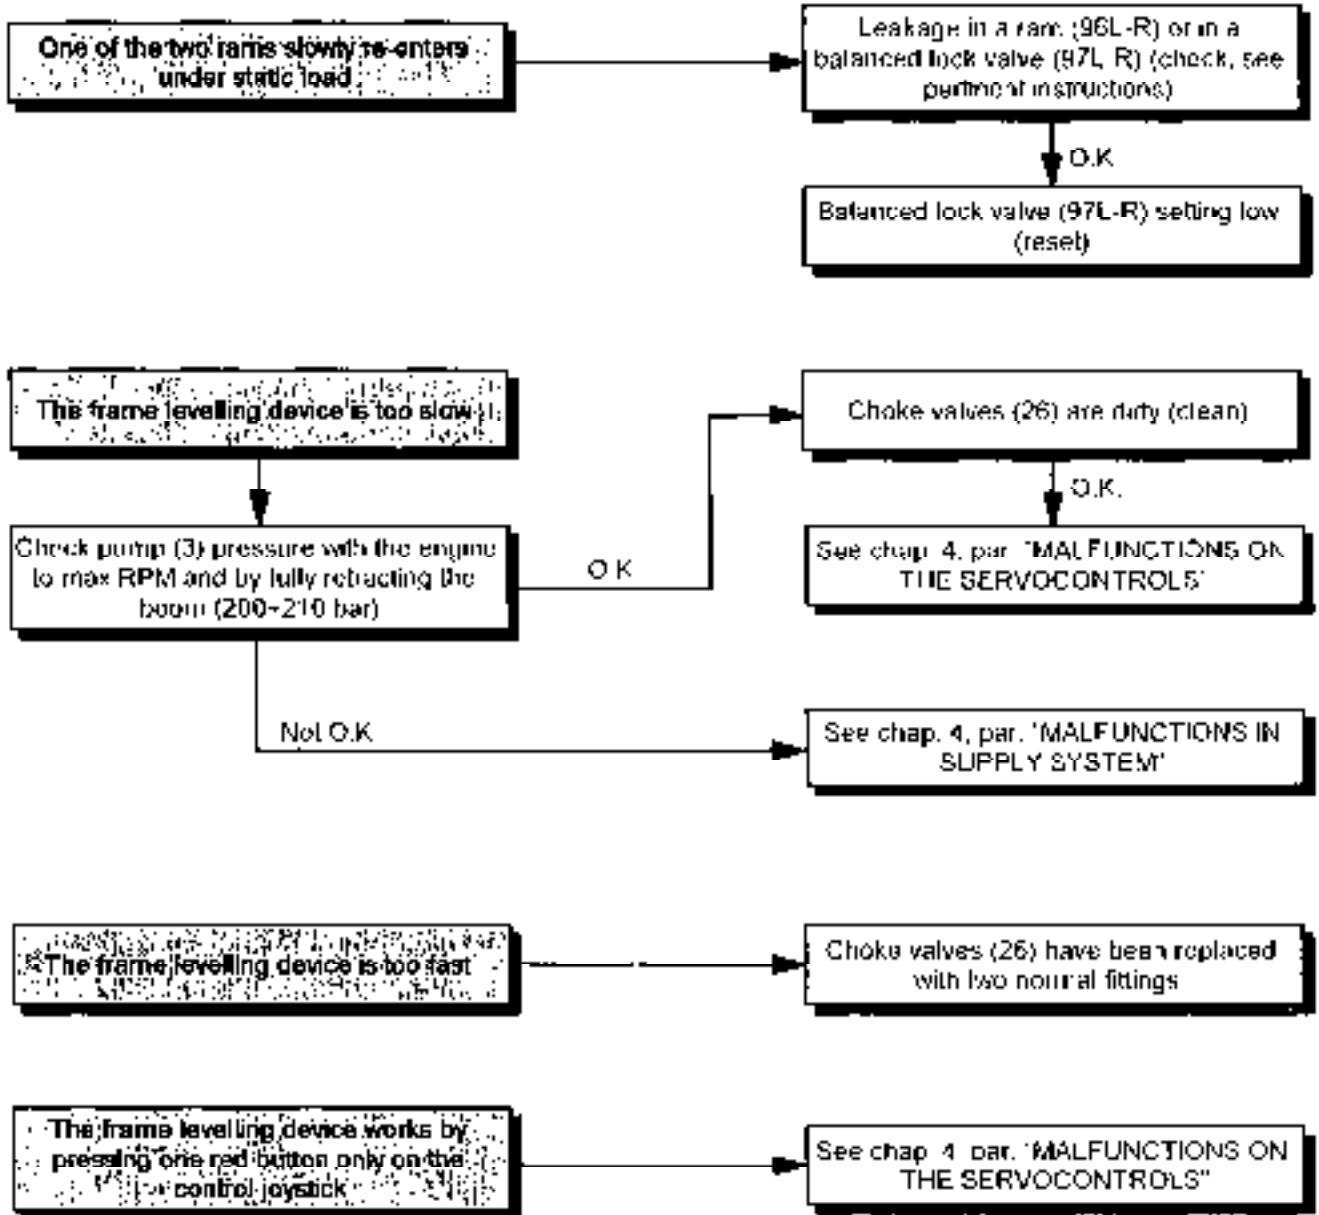 One of the two rams slowly re-enters
under static load
Leakage in a ram (96L-R) or in a
balanced lock valve (97L-R) (check, see
pertinent instructions)
O.K
Balanced lock valve (97L-R) setting low
(reset)
The frame levelling device is too slow
Choke valves (26) are dirty (clean)
O.K.
Check pump (3) pressure with the engine
to max RPM and by fully retracting the
boom (200÷210 bar)
O K
See chap. 4, par. "MALFUNCTIONS ON
THE SERVOCONTROLS"
Not O.K
See chap. 4, par. "MALFUNCTIONS IN
SUPPLY SYSTEM"
The frame levelling device is too fast
Choke valves (26) have been replaced
with two normal fittings
The frame levelling device works by
pressing one red button only on the
control joystick
See chap. 4 par. "MALFUNCTIONS ON
THE SERVOCONTROLS"